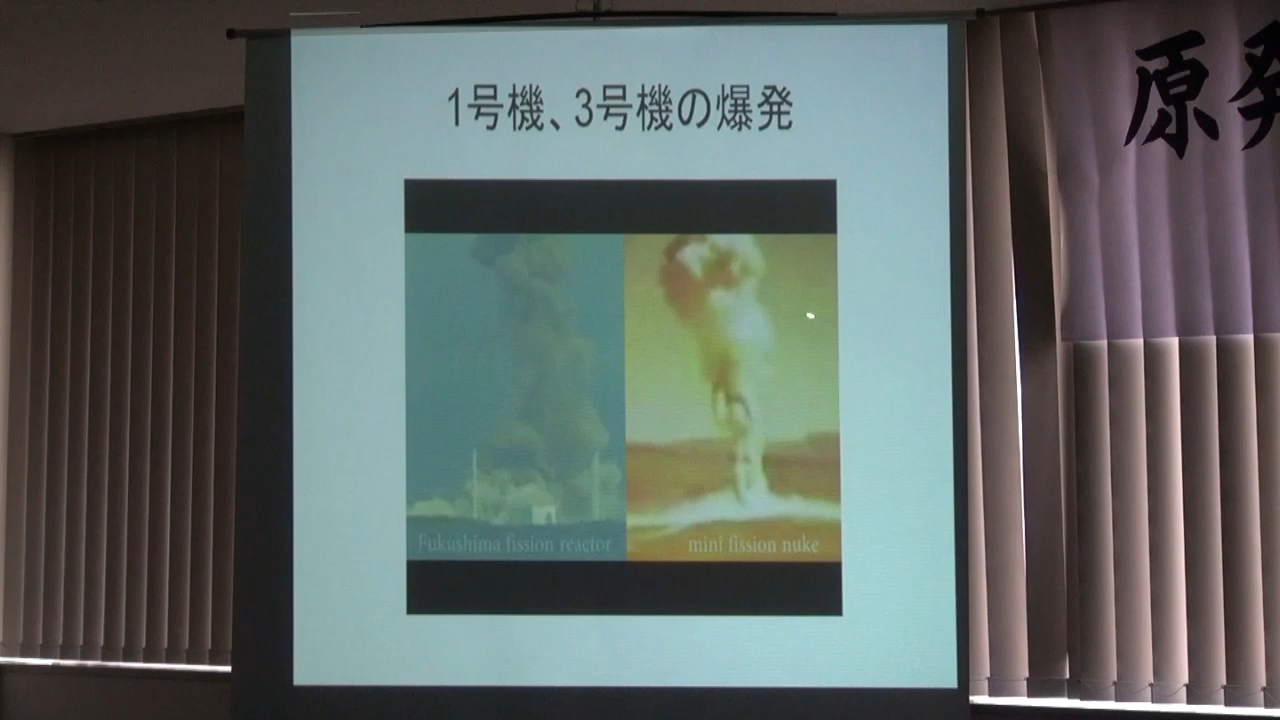 1号機、3号機の爆発
Fukushima fission reactor
mini fission nuke
原発